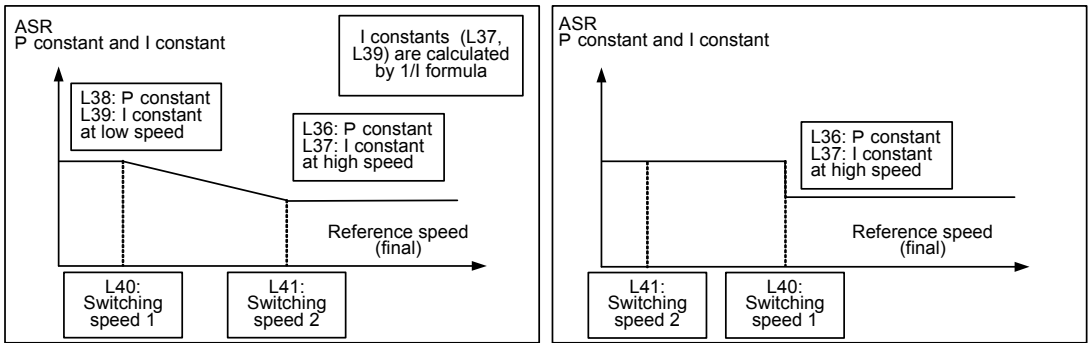 ASR
P constant and I constant
I constants (L37,
L39) are calculated
by 1/I formula
L38: P constant
L39: I constant
at low speed
L36: P constant
L37: I constant
at high speed
Reference speed
(final)
L40:
Switching
speed 1
L41:
Switching
speed 2
ASR
P constant and I constant
L36: P constant
L37: I constant
at high speed
Reference speed
(final)
L41:
Switching
speed 2
L40:
Switching
speed 1